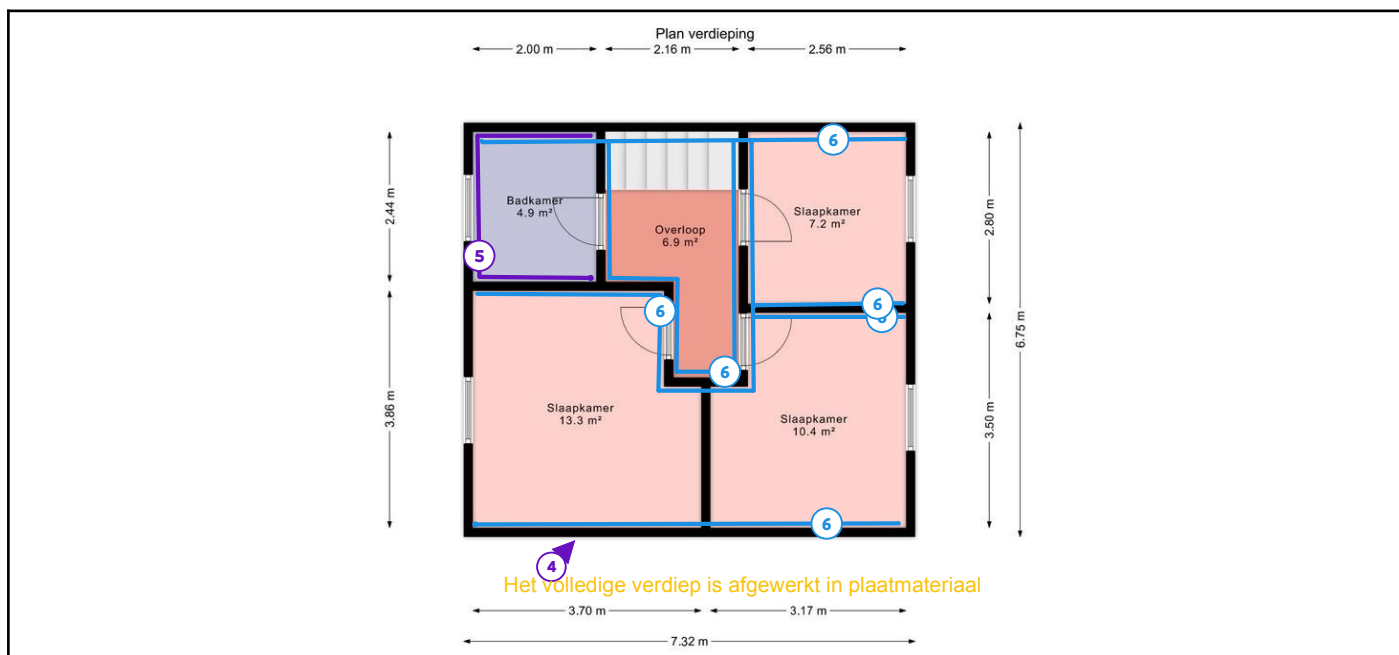 Plan verdieping
2.00 m
2.16 m
2.56 m
6
2.44 m
Badkamer
4.9 m²
Slaapkamer
7.2 m²
2.80 m
Overloop
6.9 m²
5
6
6
6.75 m
6
3.86 m
Slaapkamer
13.3 m²
Slaapkamer
10.4 m²
3.50 m
6
6
4
Het volledige verdiep is afgewerkt in plaatmateriaal
3.70 m
3.17 m
7.32 m